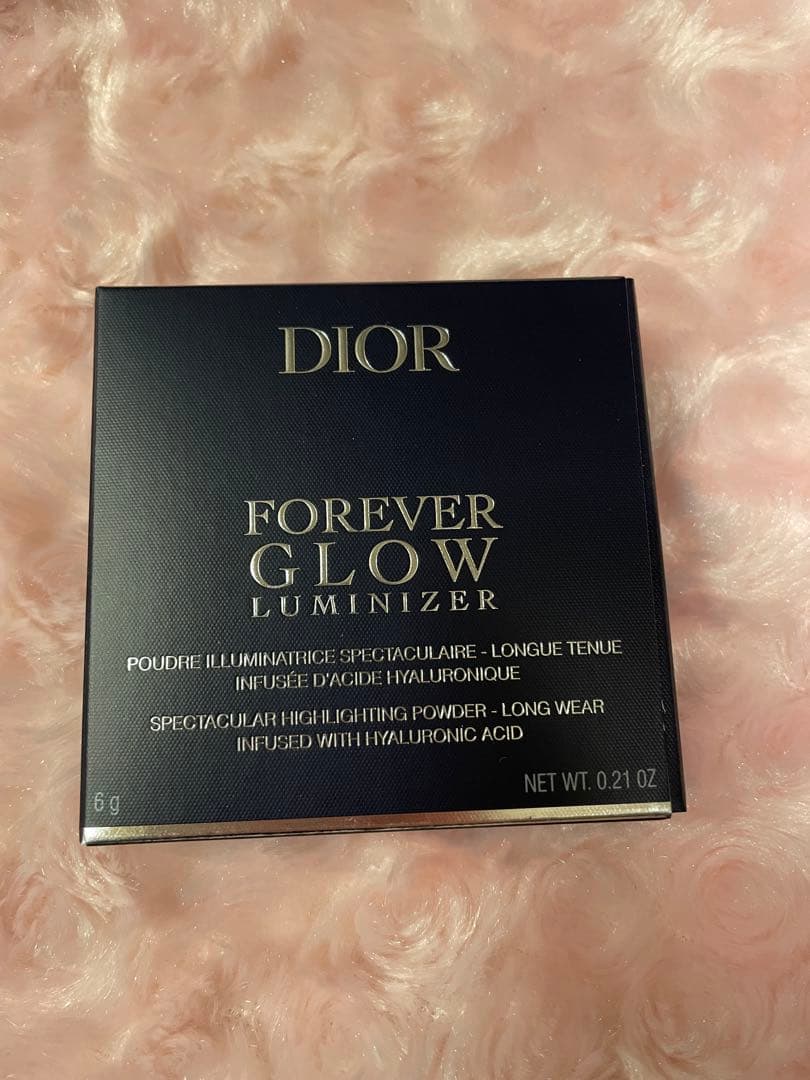 DIOR
FOREVER
GLOW
LUMINIZER
POUDRE ILLUMINATRICE SPECTACULAIRE - LONGUE TENUE
INFUSÉE D'ACIDE HYALURONIQUE
SPECTACULAR HIGHLIGHTING POWDER - LONG WEAR
INFUSED WITH HYALURONIC ACID
6 g
NET WT. 0.21 OZ